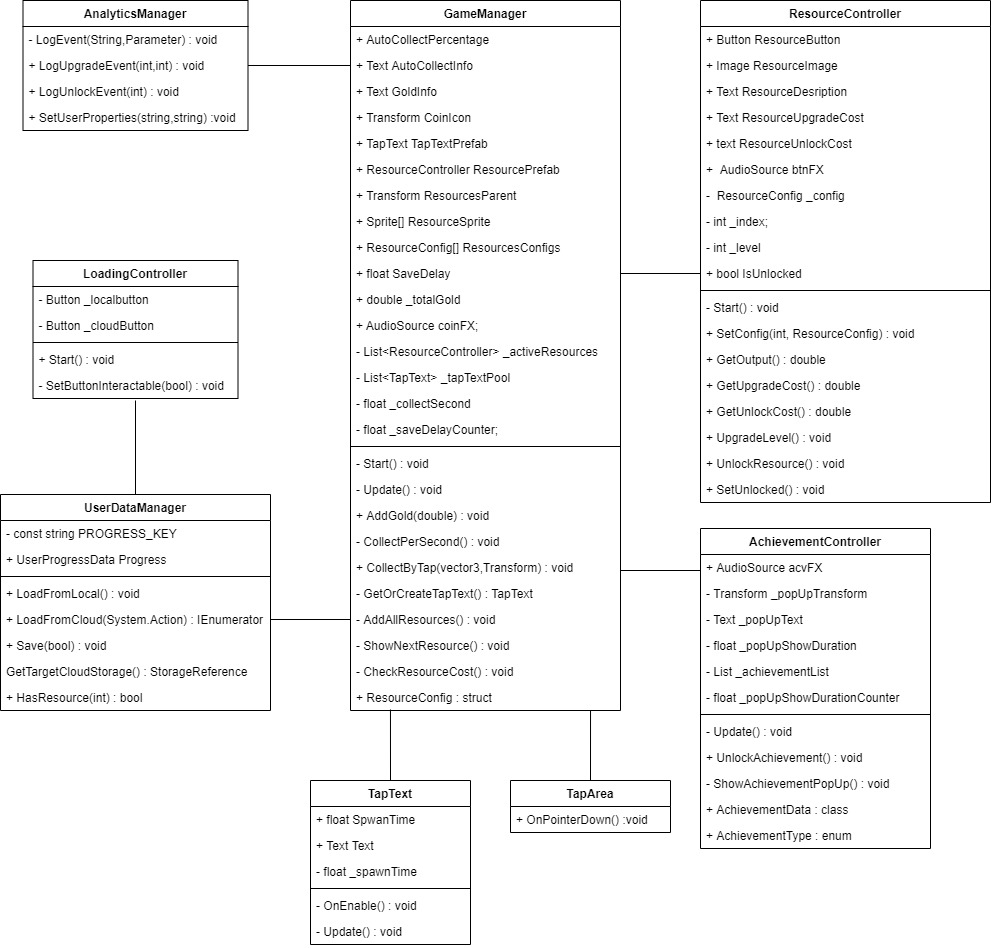 AnalyticsManager
- LogEvent(String,Parameter) : void
+ LogUpgradeEvent(int,int) : void
+ LogUnlockEvent(int) : void
+ SetUserProperties(string,string) :void
GameManager
+ AutoCollectPercentage
+ Text AutoCollectInfo
+ Text GoldInfo
+ Transform CoinIcon
+ TapText TapTextPrefab
+ ResourceController ResourcePrefab
+ Transform ResourcesParent
+ Sprite[] ResourceSprite
+ ResourceConfig[] ResourcesConfigs
+ float SaveDelay
+ double _totalGold
+ AudioSource coinFX;
- List<ResourceController> _activeResources
- List<TapText> _tapTextPool
- float _collectSecond
- float _saveDelayCounter;
- Start() : void
- Update() : void
+ AddGold(double) : void
- CollectPerSecond() : void
+ CollectByTap(vector3,Transform) : void
- GetOrCreateTapText() : TapText
- AddAllResources() : void
- ShowNextResource() : void
- CheckResourceCost() : void
+ ResourceConfig : struct
ResourceController
+ Button ResourceButton
+ Image ResourceImage
+ Text ResourceDesription
+ Text ResourceUpgradeCost
+ text ResourceUnlockCost
+ AudioSource btnFX
- ResourceConfig _config
- int _index;
- int _level
+ bool IsUnlocked
- Start() : void
+ SetConfig(int, ResourceConfig) : void
+ GetOutput() : double
+ GetUpgradeCost() : double
+ GetUnlockCost() : double
+ UpgradeLevel() : void
+ UnlockResource() : void
+ SetUnlocked() : void
LoadingController
- Button _localbutton
- Button _cloudButton
+ Start() : void
- SetButtonInteractable(bool) : void
UserDataManager
- const string PROGRESS_KEY
+ UserProgressData Progress
+ LoadFromLocal() : void
+ LoadFromCloud(System.Action) : IEnumerator
+ Save(bool) : void
GetTargetCloudStorage() : StorageReference
+ HasResource(int) : bool
AchievementController
+ AudioSource acvFX
- Transform _popUpTransform
- Text _popUpText
- float _popUpShowDuration
- List _achievementList
- float _popUpShowDurationCounter
- Update() : void
+ UnlockAchievement() : void
- ShowAchievementPopUp() : void
+ AchievementData : class
+ AchievementType : enum
TapText
+ float SpwanTime
+ Text Text
- float _spawnTime
- OnEnable() : void
- Update() : void
TapArea
+ OnPointerDown() :void